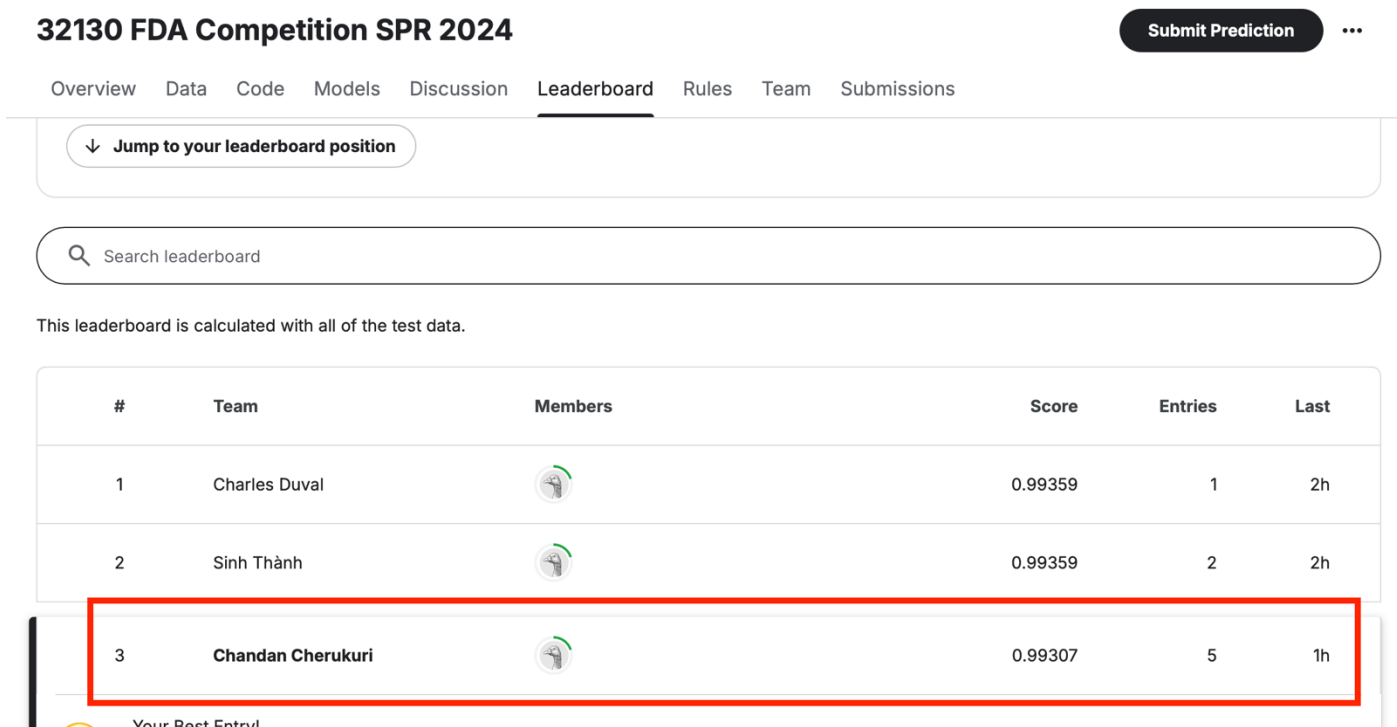 32130 FDA Competition SPR 2024
Submit Prediction
Overview Data Code Models Discussion Leaderboard Rules Team Submissions
Jump to your leaderboard position
Search leaderboard
This leaderboard is calculated with all of the test data.
# Team Members Score Entries Last
1 Charles Duval 0.99359 1 2h
2 Sinh Thành 0.99359 2 2h
3 Chandan Cherukuri 0.99307 5 1h
Your Best Entry!